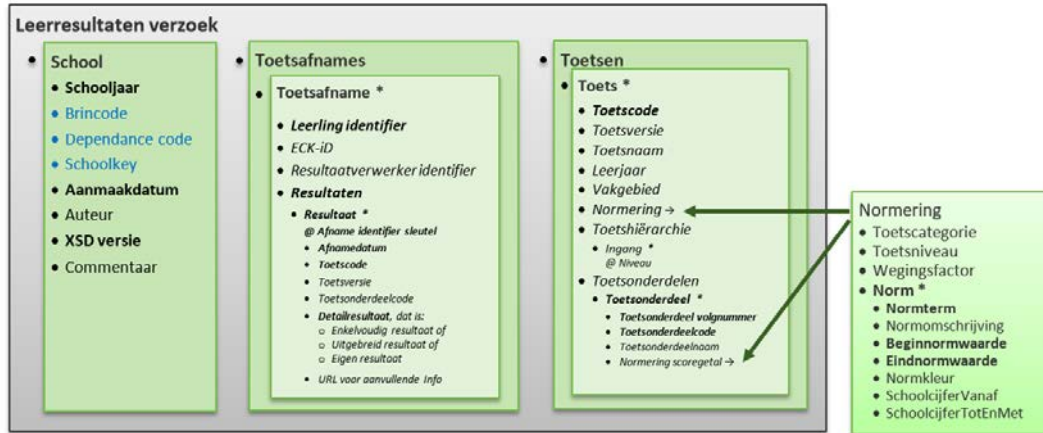 Leerresultaten verzoek
• School
• Schooljaar
• Brincode
• Dependance code
• Schoolkey
• Aanmaakdatum
• Auteur
• XSD versie
• Commentaar
• Toetsafnames
• Toetsafname *
• Leerling identifier
• ECK-iD
• Resultaatverwerker identifier
• Resultaten
• Resultaat *
@ Afname identifier sleutel
• Afnamedatum
• Toetscode
• Toetsversie
• Toetsonderdeelcode
• Detailresultaat, dat is:
○ Enkelvoudig resultaat of
○ Uitgebreid resultaat of
○ Eigen resultaat
• URL voor aanvullende Info
• Toetsen
• Toets *
• Toetscode
• Toetsversie
• Toetsnaam
• Leerjaar
• Vakgebied
• Normering →
• Toetshiërarchie
• Ingang *
@ Niveau
• Toetsonderdelen
• Toetsonderdeel *
• Toetsonderdeel volgnummer
• Toetsonderdeelcode
• Toetsonderdeelnaam
• Normering scoregetal →
Normering
• Toetscategorie
• Toetsniveau
• Wegingsfactor
• Norm *
• Normterm
• Normomschrijving
• Beginnormwaarde
• Eindnormwaarde
• Normkleur
• SchoolcijferVanaf
• SchoolcijferTotEnMet